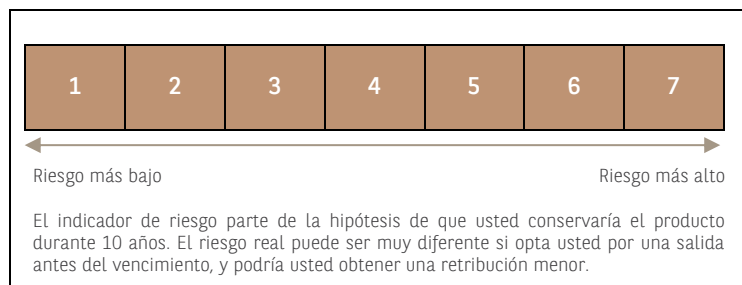 1 2 3 4 5 6 7
Riesgo más bajo Riesgo más alto
El indicador de riesgo parte de la hipótesis de que usted conservaría el producto
durante 10 años. El riesgo real puede ser muy diferente si opta usted por una salida
antes del vencimiento, y podría usted obtener una retribución menor.